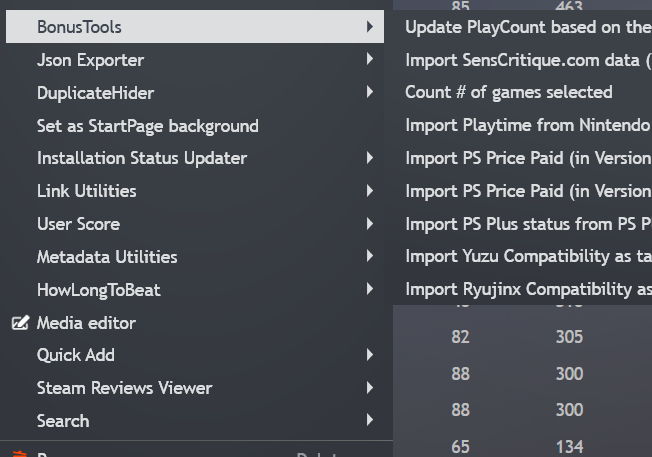 85 463
BonusTools
Json Exporter
DuplicateHider
Set as StartPage background
Installation Status Updater
Link Utilities
User Score
Metadata Utilities
HowLongToBeat
Media editor
Quick Add
Steam Reviews Viewer
Search
Update PlayCount based on the
Import SensCritique.com data (
Count # of games selected
Import Playtime from Nintendo
Import PS Price Paid (in Version
Import PS Price Paid (in Version
Import PS Plus status from PS P
Import Yuzu Compatibility as ta
Import Ryujinx Compatibility as
82 305
88 300
88 300
65 134